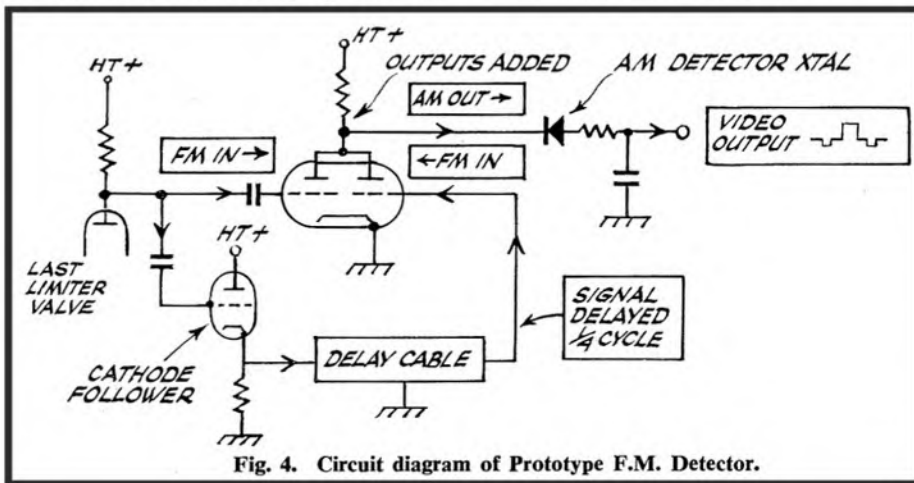 HT+
OUTPUTS ADDED
AM DETECTOR XTAL
HT+
AM OUT →
FM IN →
← FM IN
VIDEO
OUTPUT
LAST
LIMITER
VALVE
HT+
SIGNAL
DELAYED
1/4 CYCLE
CATHODE
FOLLOWER
DELAY CABLE
Fig. 4. Circuit diagram of Prototype F.M. Detector.